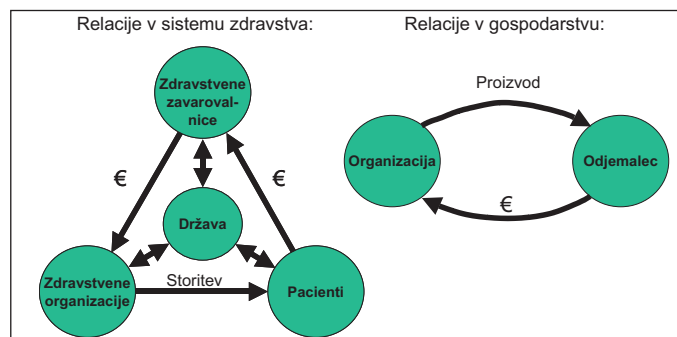 Relacije v sistemu zdravstva:
Zdravstvene
zavaroval-
nice
€
€
Država
Zdravstvene
organizacije
Storitev
Pacienti
Relacije v gospodarstvu:
Proizvod
Organizacija
Odjemalec
€